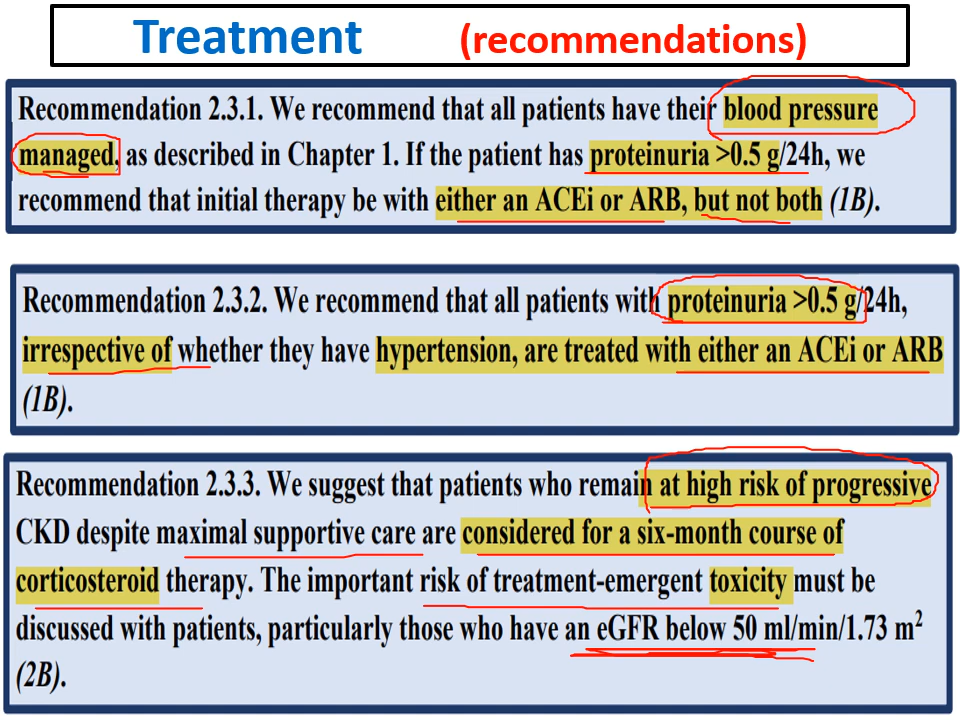 Treatment (recommendations)
Recommendation 2.3.1. We recommend that all patients have their blood pressure
managed, as described in Chapter 1. If the patient has proteinuria >0.5 g/24h, we
recommend that initial therapy be with either an ACEi or ARB, but not both (1B).
Recommendation 2.3.2. We recommend that all patients with proteinuria >0.5 g/24h,
irrespective of whether they have hypertension, are treated with either an ACEi or ARB
(1B).
Recommendation 2.3.3. We suggest that patients who remain at high risk of progressive
CKD despite maximal supportive care are considered for a six-month course of
corticosteroid therapy. The important risk of treatment-emergent toxicity must be
discussed with patients, particularly those who have an eGFR below 50 ml/min/1.73 m²
(2B).